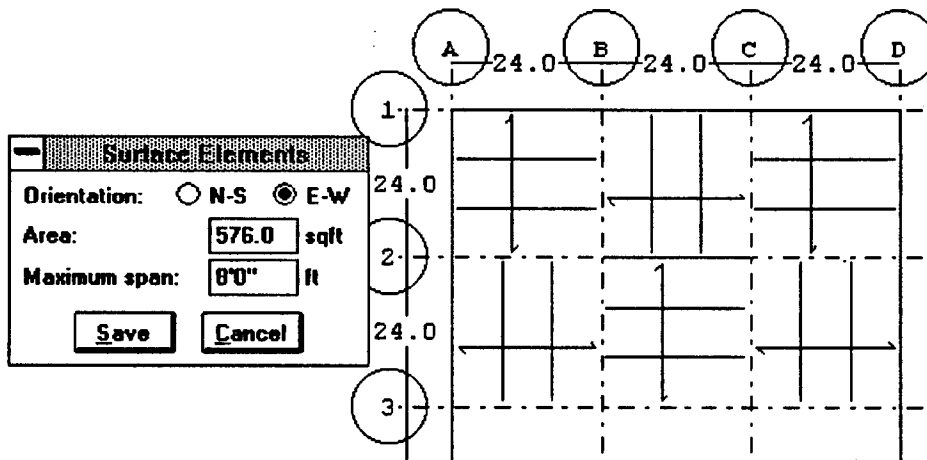 A B C D
24.0 24.0 24.0
1
Surface Elements
Orientation: N-S E-W
24.0
Area: 576.0 sqft
2
Maximum span: 8'0" ft
Save Cancel
24.0
3